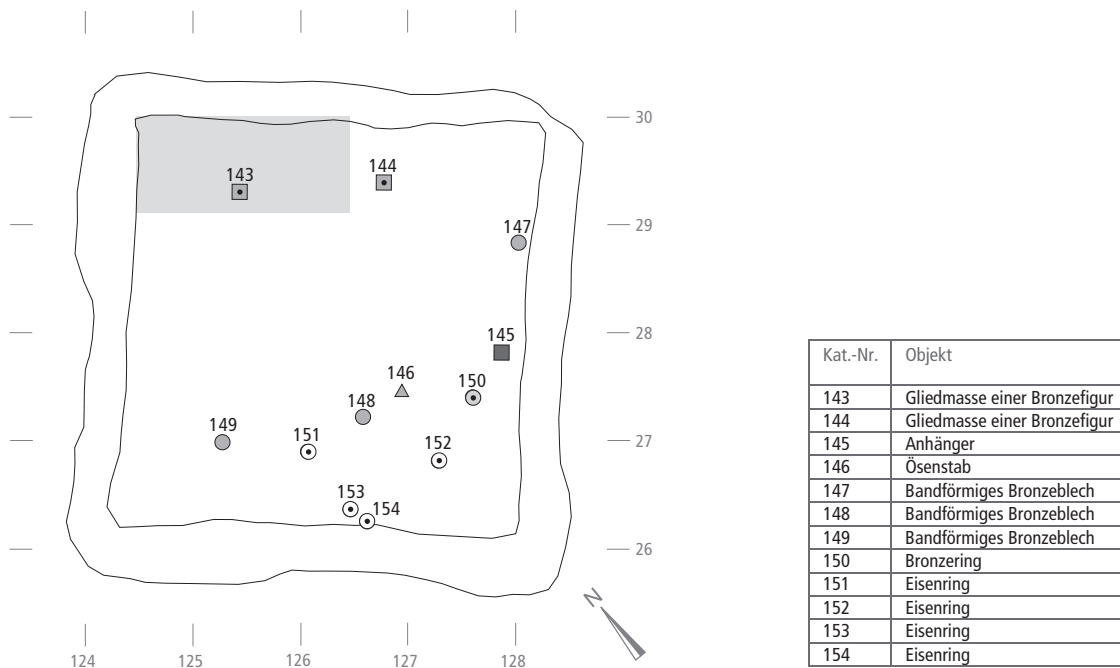 30
143
144
147
29
145
28
146
150
148
149
151
152
27
153
154
26
N
124 125 126 127 128
Kat.-Nr. Objekt
143 Gliedmasse einer Bronzefigur
144 Gliedmasse einer Bronzefigur
145 Anhänger
146 Ösenstab
147 Bandförmiges Bronzeblech
148 Bandförmiges Bronzeblech
149 Bandförmiges Bronzeblech
150 Bronzering
151 Eisenring
152 Eisenring
153 Eisenring
154 Eisenring